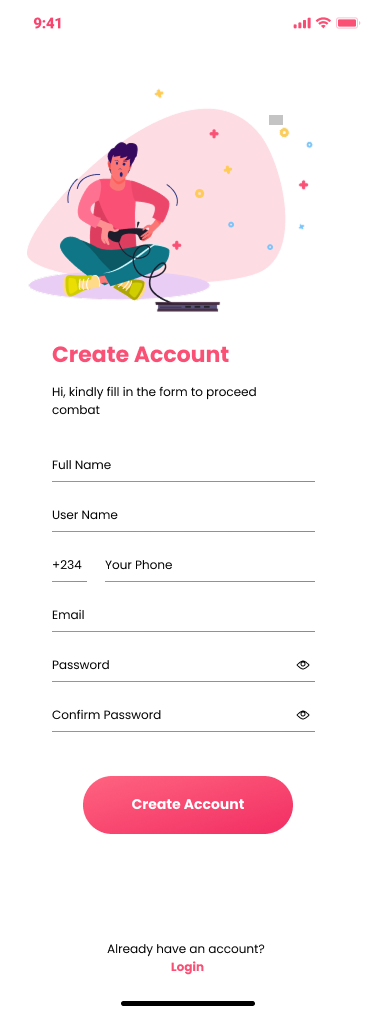 9:41
Create Account
Hi, kindly fill in the form to proceed
combat
Full Name
User Name
+234 Your Phone
Email
Password
Confirm Password
Create Account
Already have an account?
Login